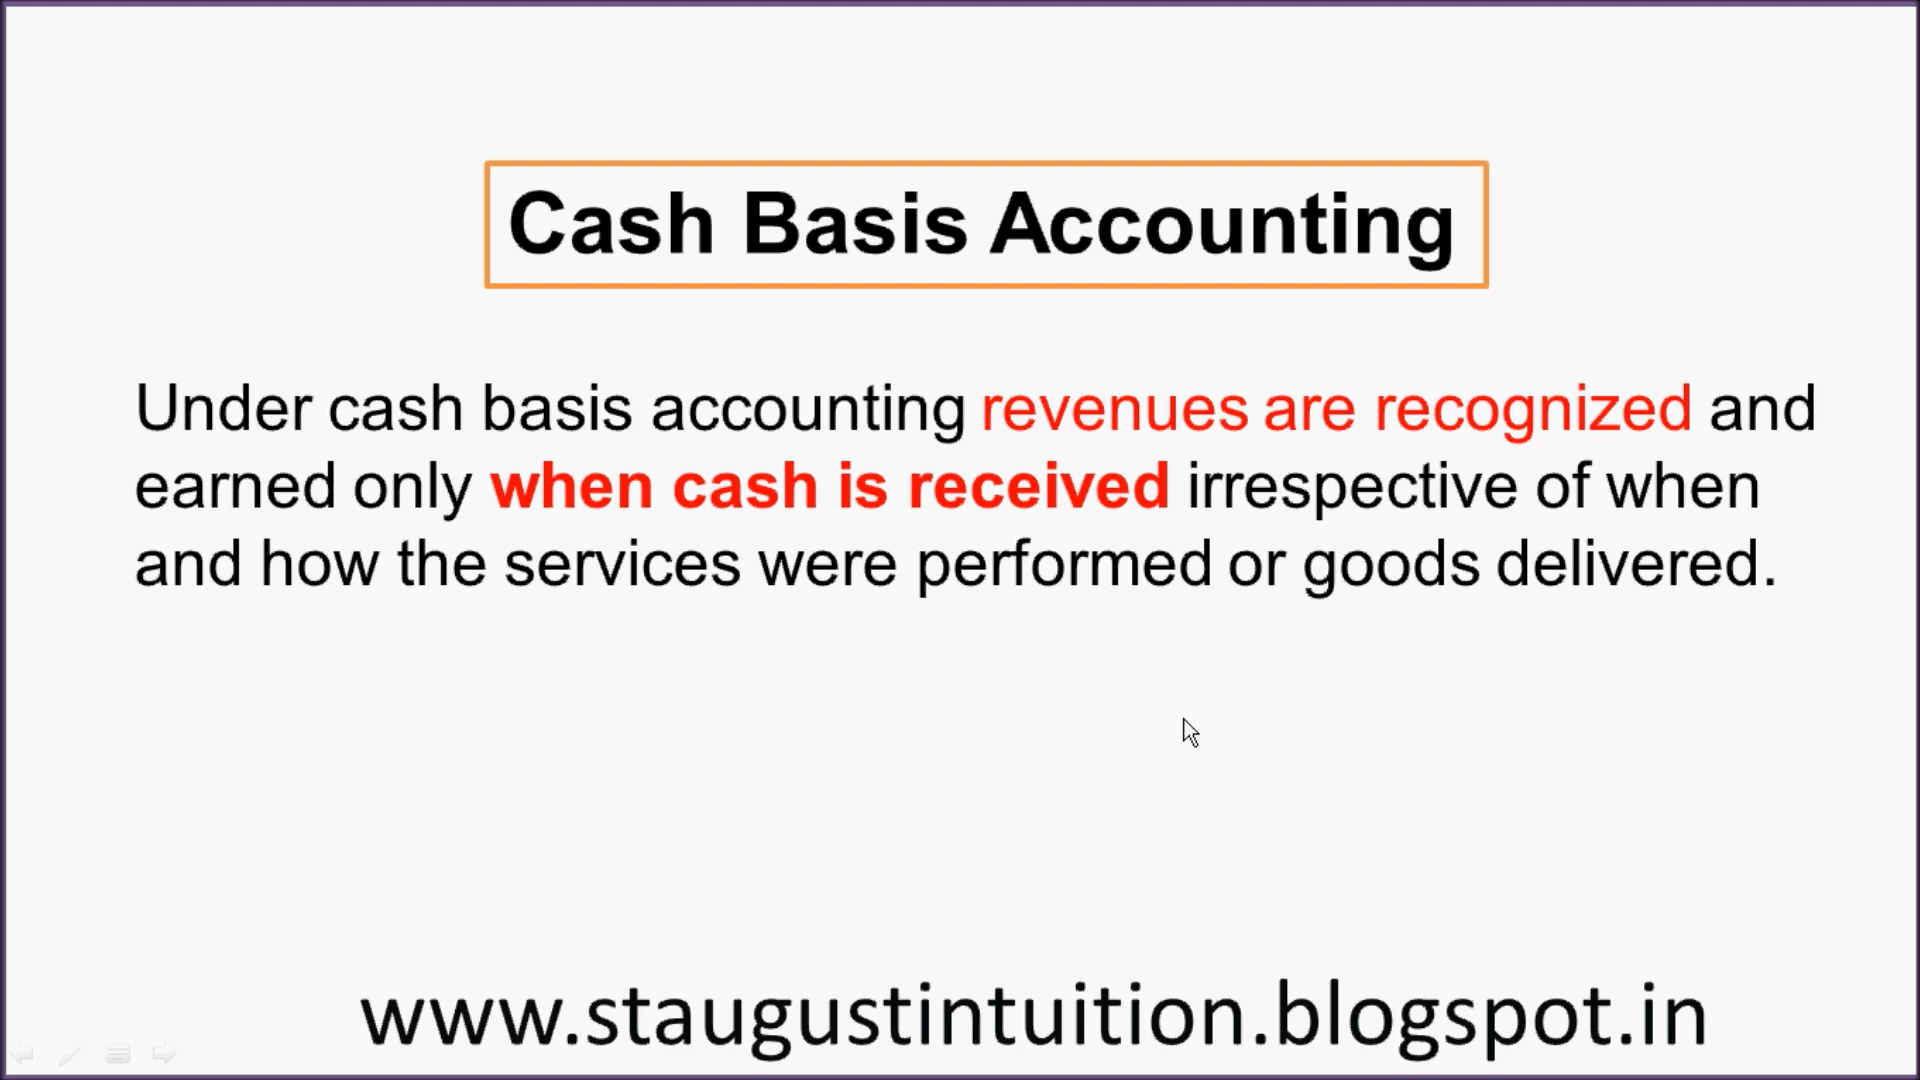 Cash Basis Accounting
Under cash basis accounting revenues are recognized and
earned only when cash is received irrespective of when
and how the services were performed or goods delivered.
www.staugustintuition.blogspot.in